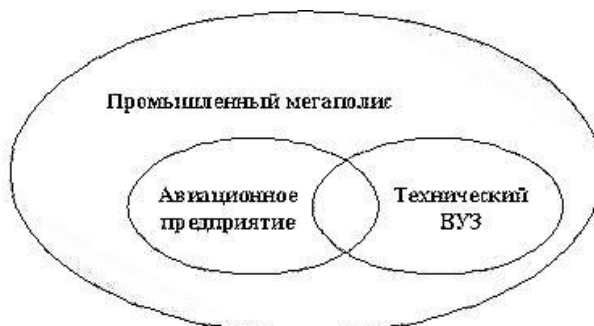 Промышленный мегаполис
Авиационное
предприятие
Технический
ВУЗ